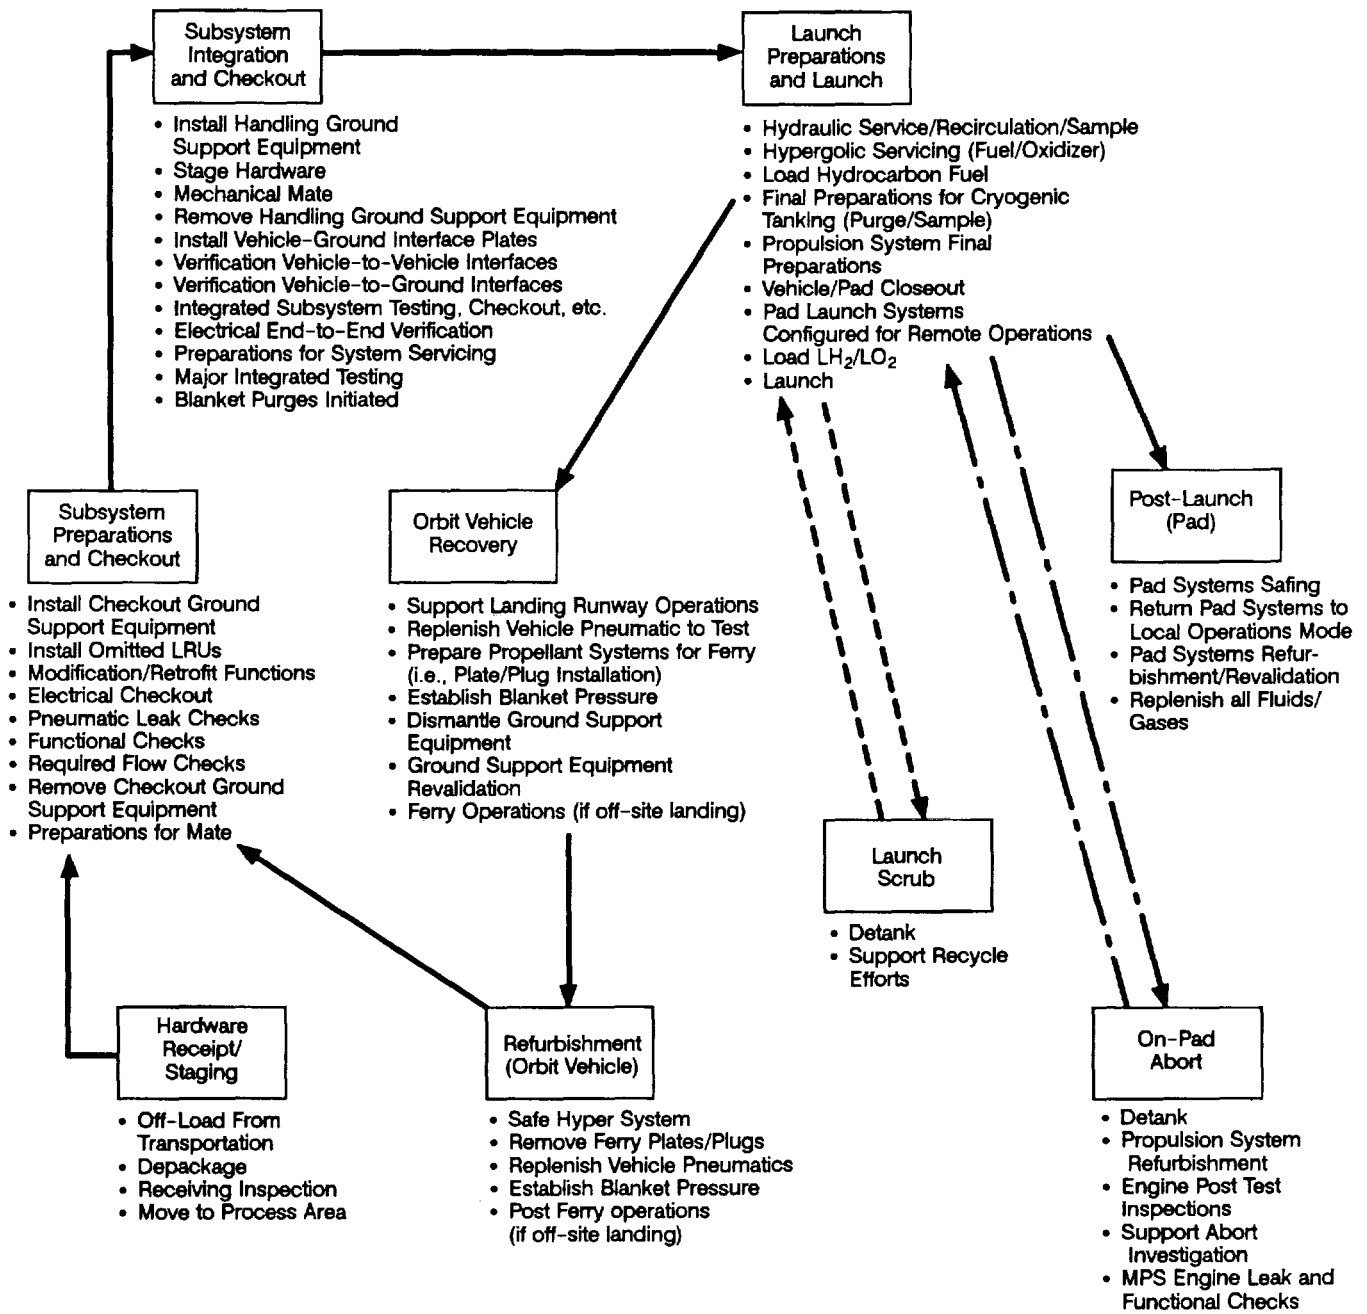 Subsystem
Integration
and Checkout
• Install Handling Ground
Support Equipment
• Stage Hardware
• Mechanical Mate
• Remove Handling Ground Support Equipment
• Install Vehicle-Ground Interface Plates
• Verification Vehicle-to-Vehicle Interfaces
• Verification Vehicle-to-Ground Interfaces
• Integrated Subsystem Testing, Checkout, etc.
• Electrical End-to-End Verification
• Preparations for System Servicing
• Major Integrated Testing
• Blanket Purges Initiated
Launch
Preparations
and Launch
• Hydraulic Service/Recirculation/Sample
• Hypergolic Servicing (Fuel/Oxidizer)
• Load Hydrocarbon Fuel
• Final Preparations for Cryogenic
Tanking (Purge/Sample)
• Propulsion System Final
Preparations
• Vehicle/Pad Closeout
• Pad Launch Systems
Configured for Remote Operations
• Load LH₂/LO₂
• Launch
Subsystem
Preparations
and Checkout
• Install Checkout Ground
Support Equipment
• Install Omitted LRUs
• Modification/Retrofit Functions
• Electrical Checkout
• Pneumatic Leak Checks
• Functional Checks
• Required Flow Checks
• Remove Checkout Ground
Support Equipment
• Preparations for Mate
Orbit Vehicle
Recovery
• Support Landing Runway Operations
• Replenish Vehicle Pneumatic to Test
• Prepare Propellant Systems for Ferry
(i.e., Plate/Plug Installation)
• Establish Blanket Pressure
• Dismantle Ground Support
Equipment
• Ground Support Equipment
Revalidation
• Ferry Operations (if off-site landing)
Post-Launch
(Pad)
• Pad Systems Safing
• Return Pad Systems to
Local Operations Mode
• Pad Systems Refur-
bishment/Revalidation
• Replenish all Fluids/
Gases
Launch
Scrub
• Detank
• Support Recycle
Efforts
Hardware
Receipt/
Staging
• Off-Load From
Transportation
• Depackage
• Receiving Inspection
• Move to Process Area
Refurbishment
(Orbit Vehicle)
• Safe Hyper System
• Remove Ferry Plates/Plugs
• Replenish Vehicle Pneumatics
• Establish Blanket Pressure
• Post Ferry operations
(if off-site landing)
On-Pad
Abort
• Detank
• Propulsion System
Refurbishment
• Engine Post Test
Inspections
• Support Abort
Investigation
• MPS Engine Leak and
Functional Checks